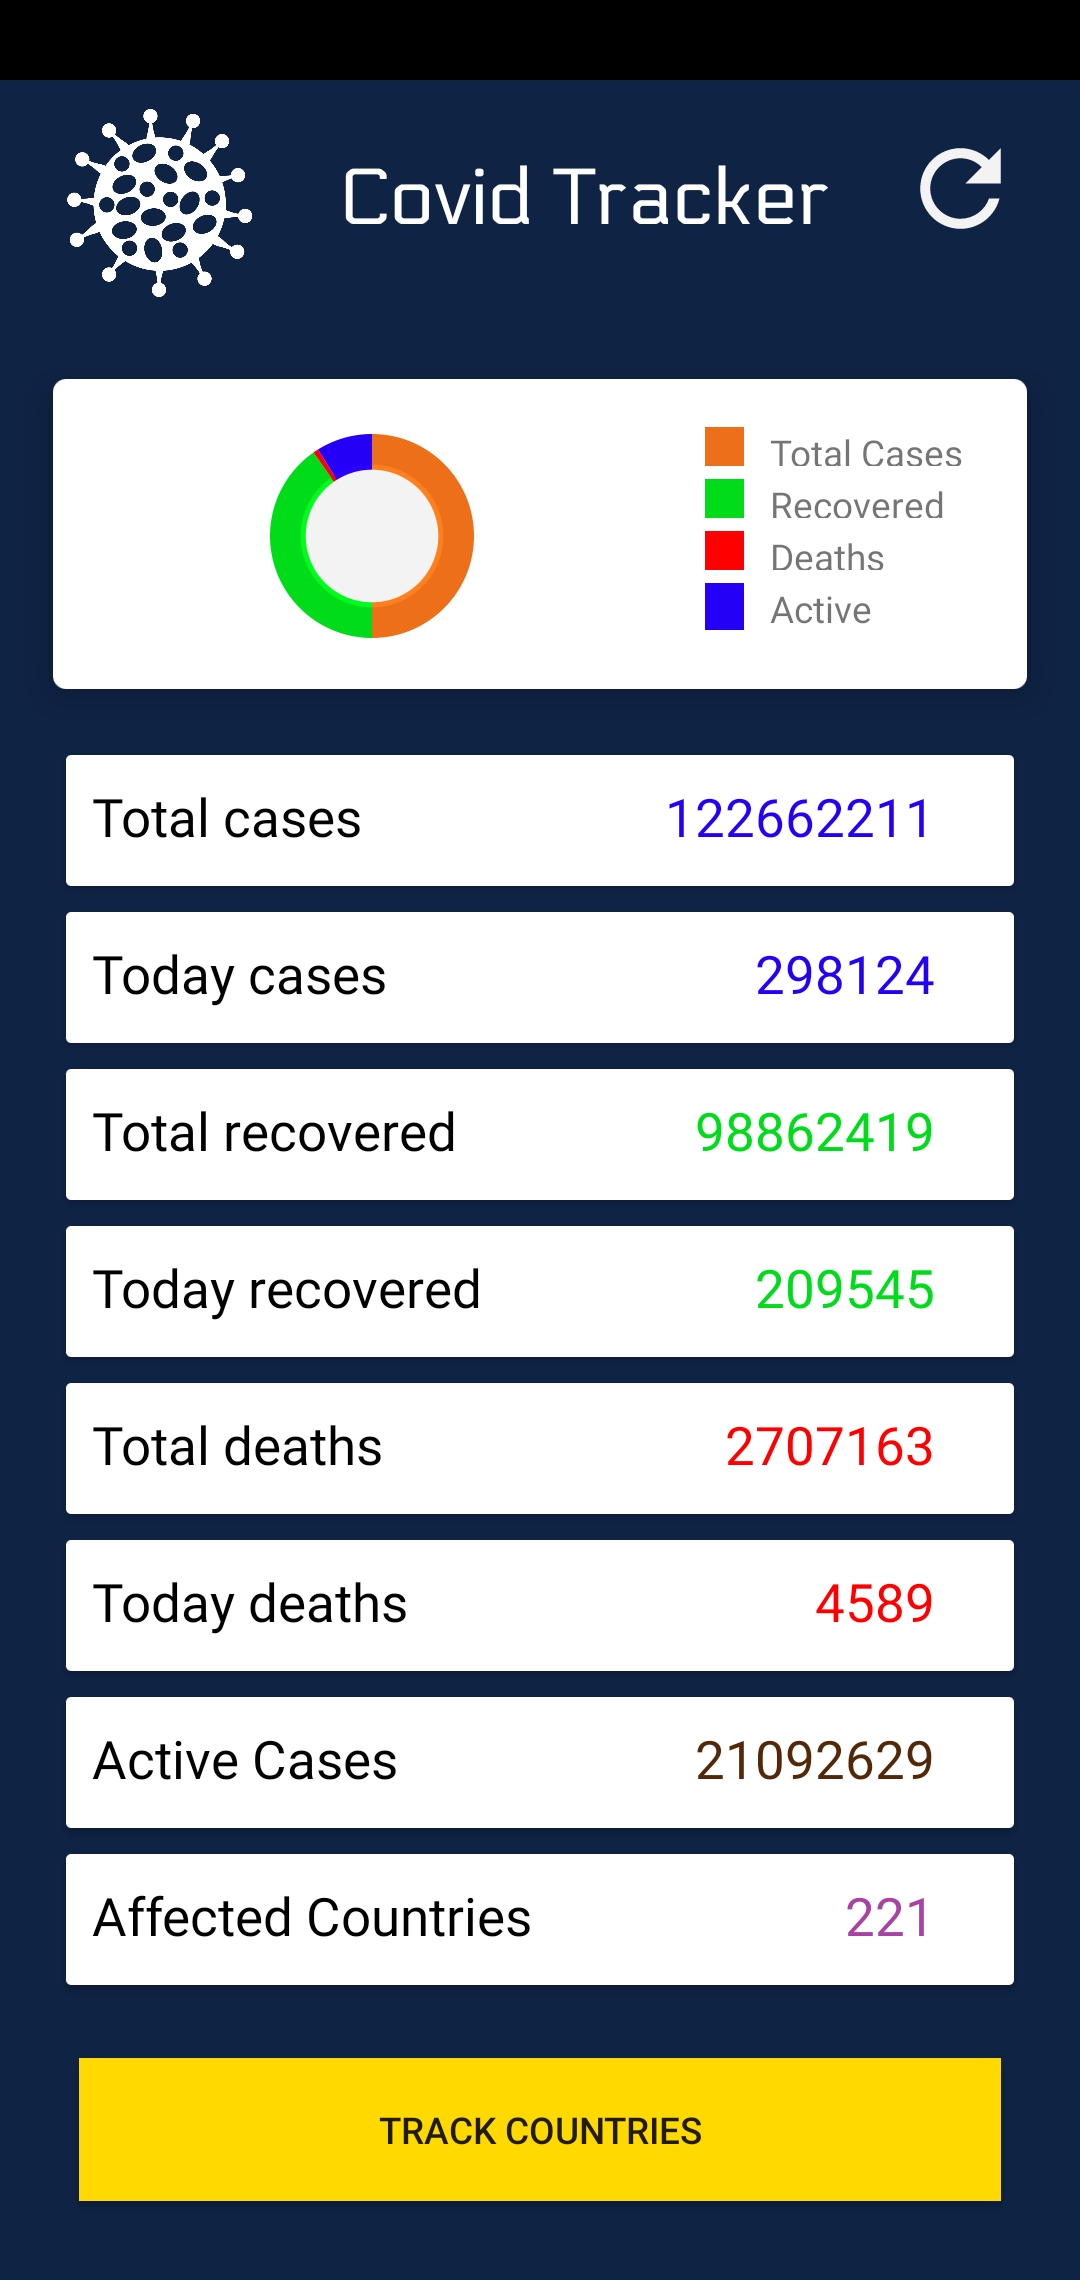 Covid Tracker
Total Cases
Recovered
Deaths
Active
Total cases 122662211
Today cases 298124
Total recovered 98862419
Today recovered 209545
Total deaths 2707163
Today deaths 4589
Active Cases 21092629
Affected Countries 221
TRACK COUNTRIES